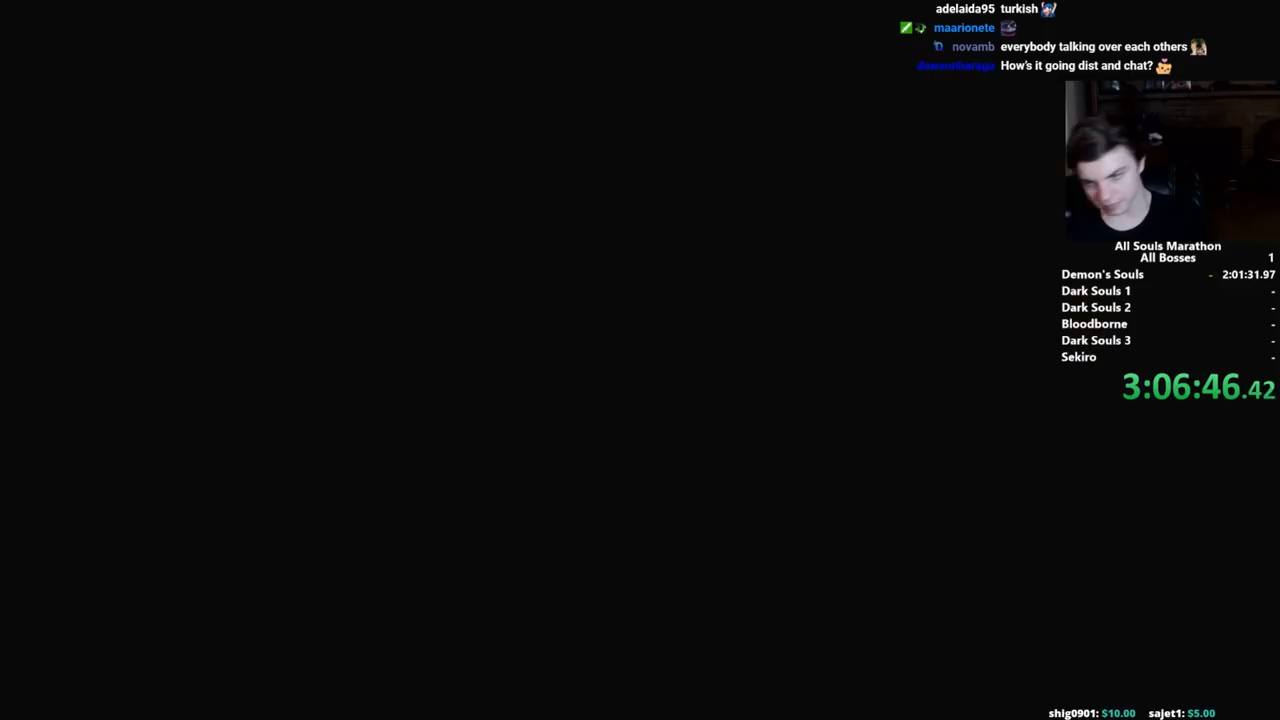 adelaida95 turkish
maarionete
novamb everybody talking over each others
How's it going dist and chat?
All Souls Marathon
All Bosses 1
Demon's Souls - 2:01:31.97
Dark Souls 1 -
Dark Souls 2 -
Bloodborne -
Dark Souls 3 -
Sekiro -
3:06:46.42
shig0901: $10.00 sajet1: $5.00